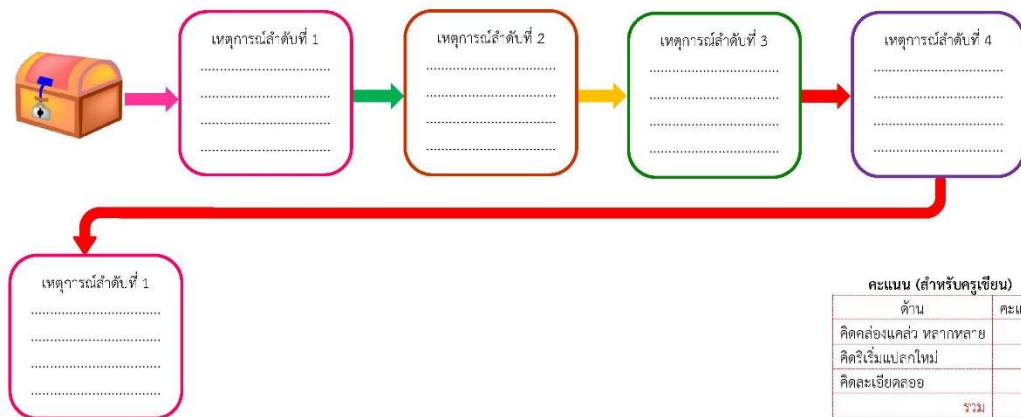 เหตุการณ์ลำดับที่ 1
เหตุการณ์ลำดับที่ 2
เหตุการณ์ลำดับที่ 3
เหตุการณ์ลำดับที่ 4
เหตุการณ์ลำดับที่ 1
คะแนน (สำหรับครูเขียน)
ด้าน
คิดคล่องแคล่ว หลากหลาย
คิดริเริ่มแปลกใหม่
คิดละเอียดลออ
รวม